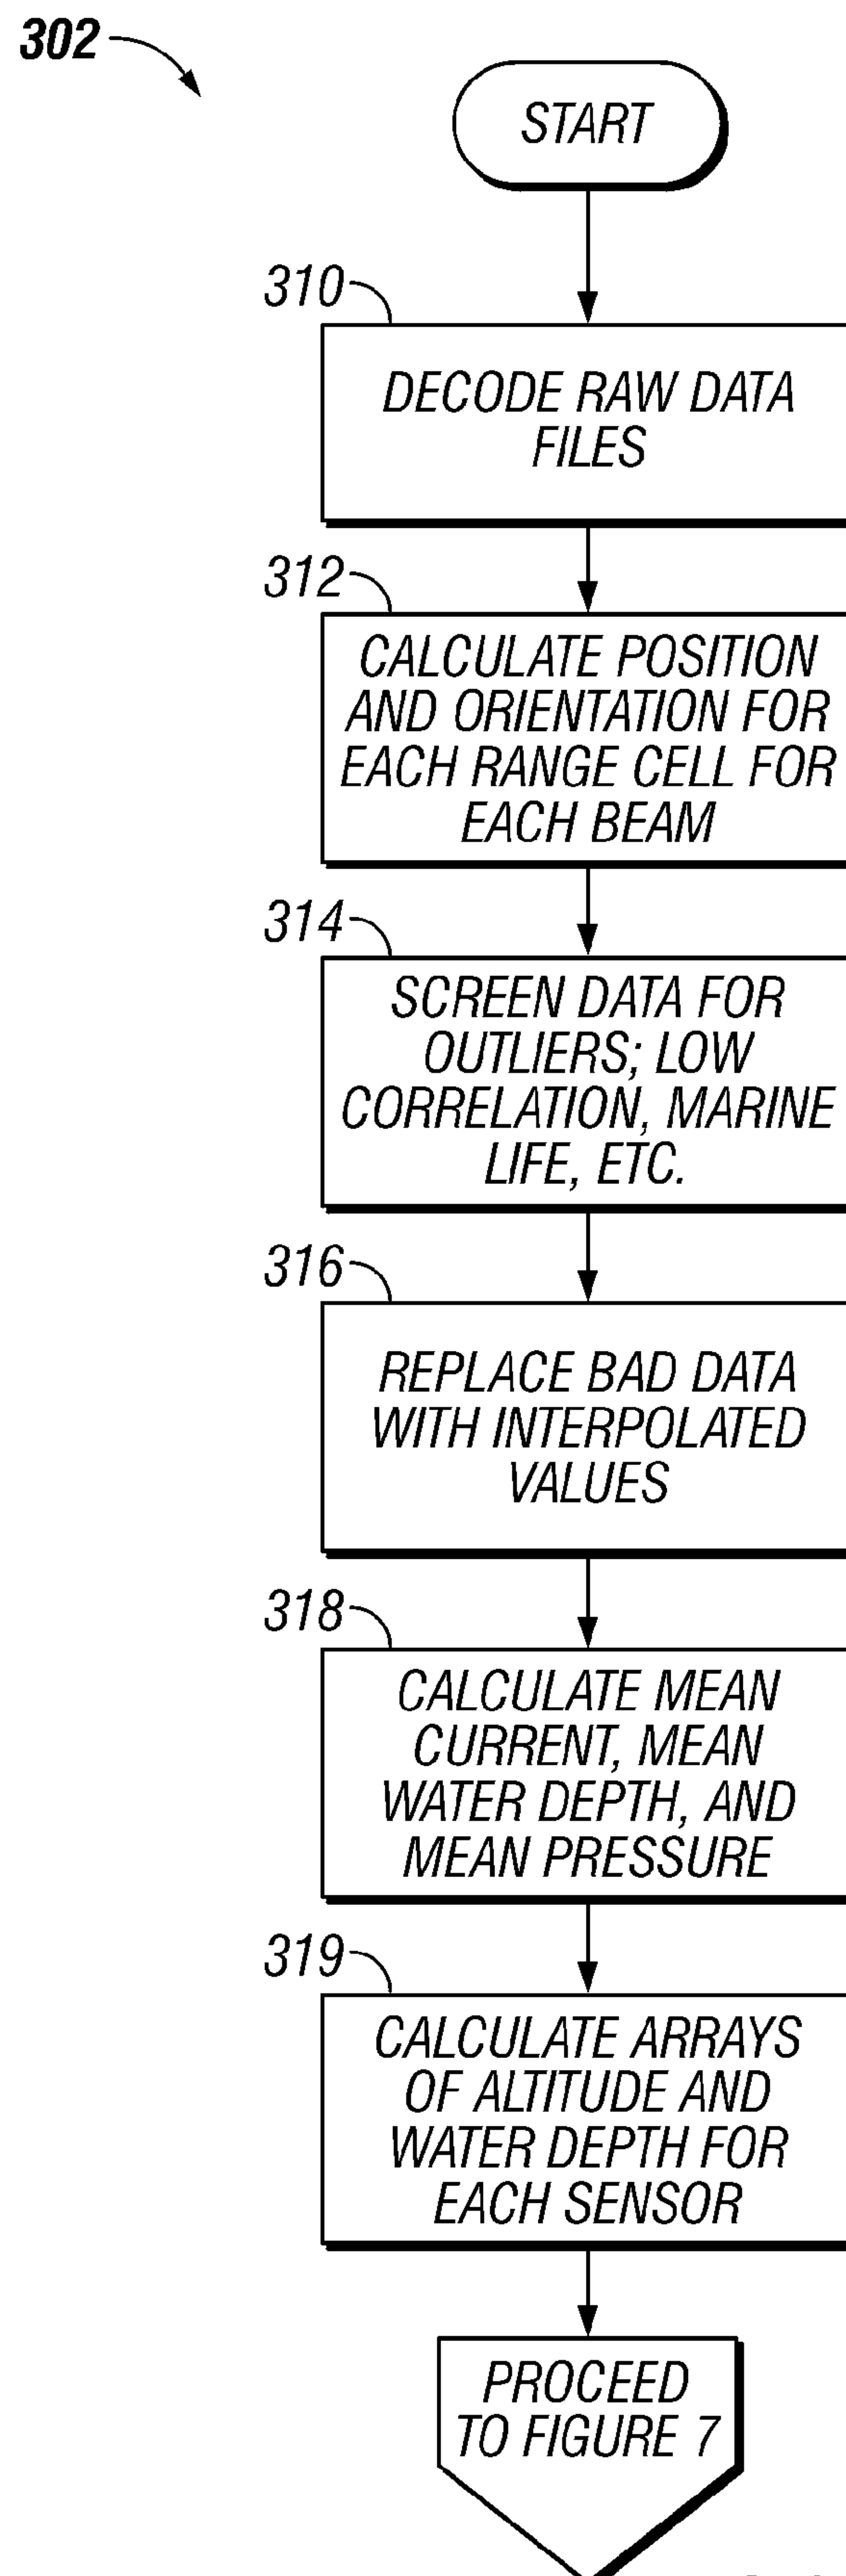 302
START
310
DECODE RAW DATA
FILES
312
CALCULATE POSITION
AND ORIENTATION FOR
EACH RANGE CELL FOR
EACH BEAM
314
SCREEN DATA FOR
OUTLIERS; LOW
CORRELATION, MARINE
LIFE, ETC.
316
REPLACE BAD DATA
WITH INTERPOLATED
VALUES
318
CALCULATE MEAN
CURRENT, MEAN
WATER DEPTH, AND
MEAN PRESSURE
319
CALCULATE ARRAYS
OF ALTITUDE AND
WATER DEPTH FOR
EACH SENSOR
PROCEED
TO FIGURE 7